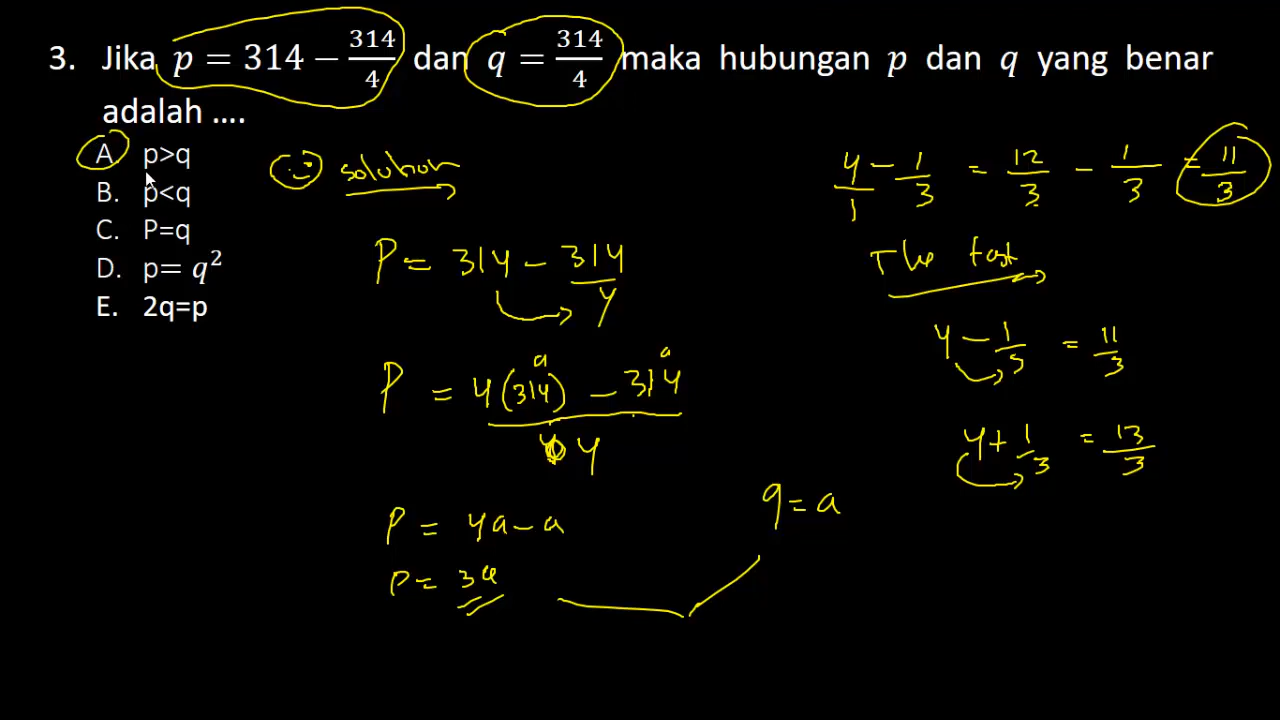 3. Jika p = 314 − 314/4 dan q = 314/4 maka hubungan p dan q yang benar
adalah ....
A. p>q
B. p<q
C. P=q
D. p= q²
E. 2q=p
solution
P = 314 − 314/4
P = (4(314) − 314)/4
a a
P = 4a − a
P = 3a
q = a
4/1 − 1/3 = 12/3 − 1/3 = 11/3
The fast
4 − 1/3 = 11/3
4 + 1/3 = 13/3